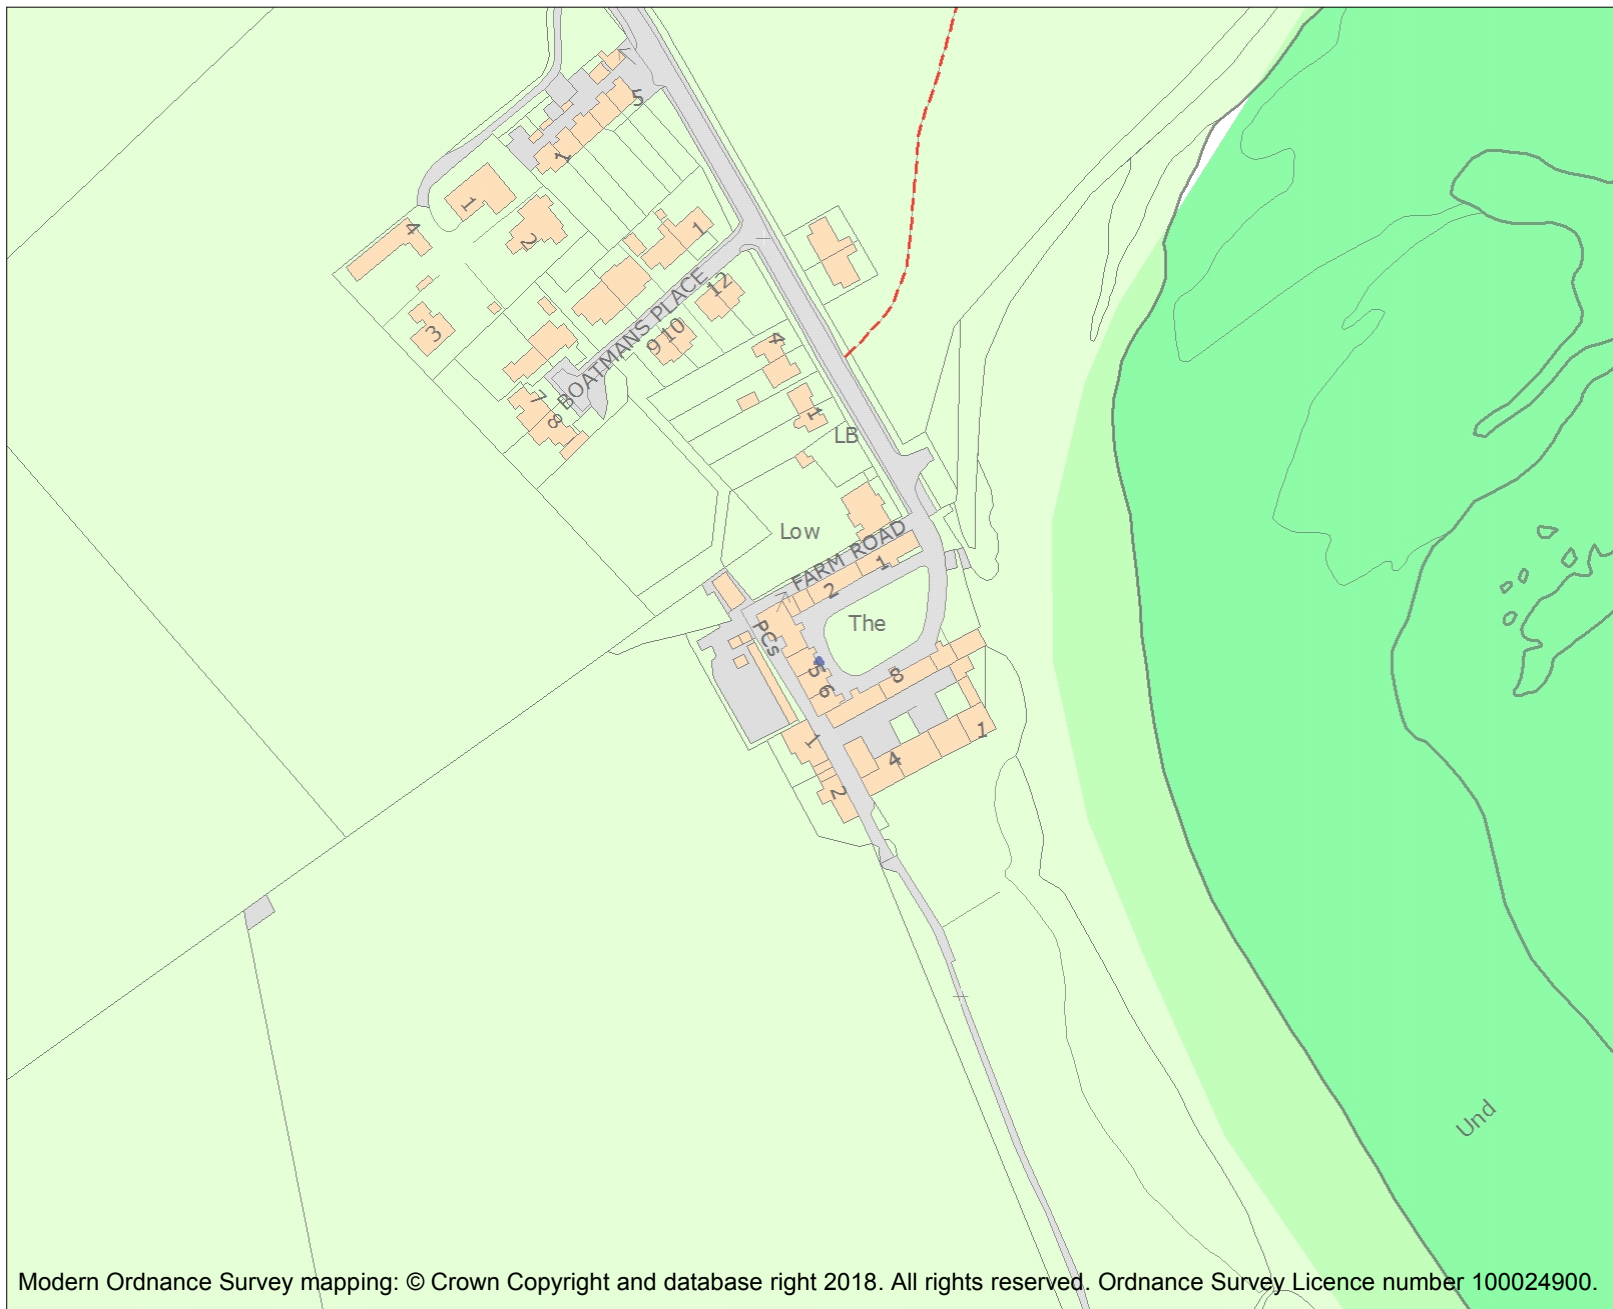 5
1
1
2
4
3
1
BOATMANS PLACE
12
9 10
7
8
4
1
LB
Low
FARM ROAD
1
2
The
PCs
5
6
8
1
4
1
2
Und
Modern Ordnance Survey mapping: © Crown Copyright and database right 2018. All rights reserved. Ordnance Survey Licence number 100024900.